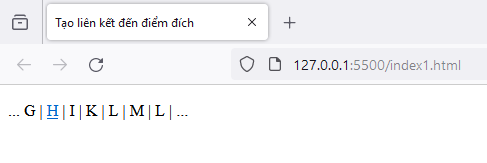 Tạo liên kết đến điểm đích
127.0.0.1:5500/index1.html
... G | H | I | K | L | M | L | ...